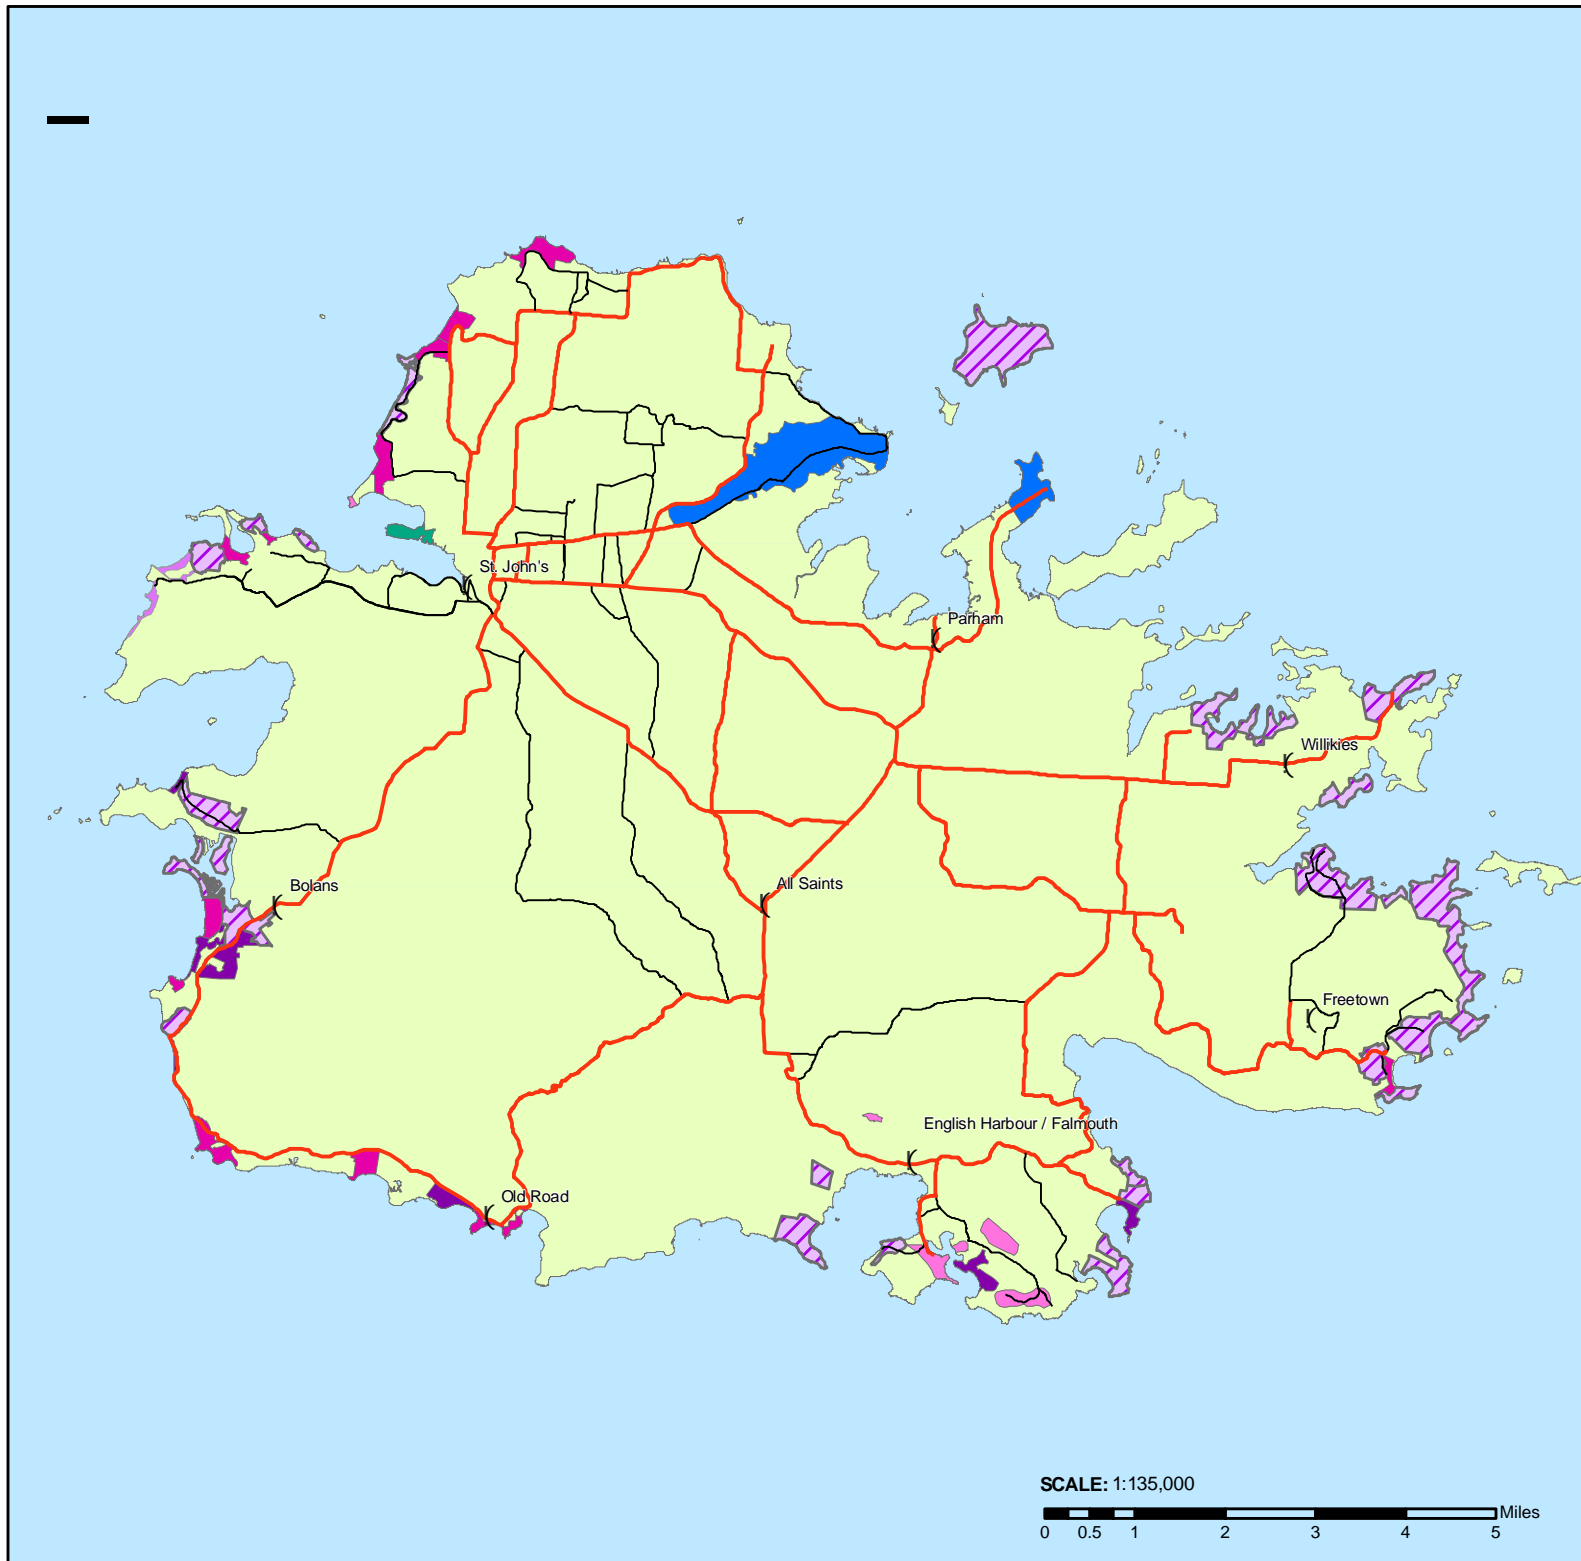 St. John's
Parham
Willikies
Bolans
All Saints
Freetown
English Harbour / Falmouth
Old Road
SCALE: 1:135,000
Miles
0 0.5 1 2 3 4 5